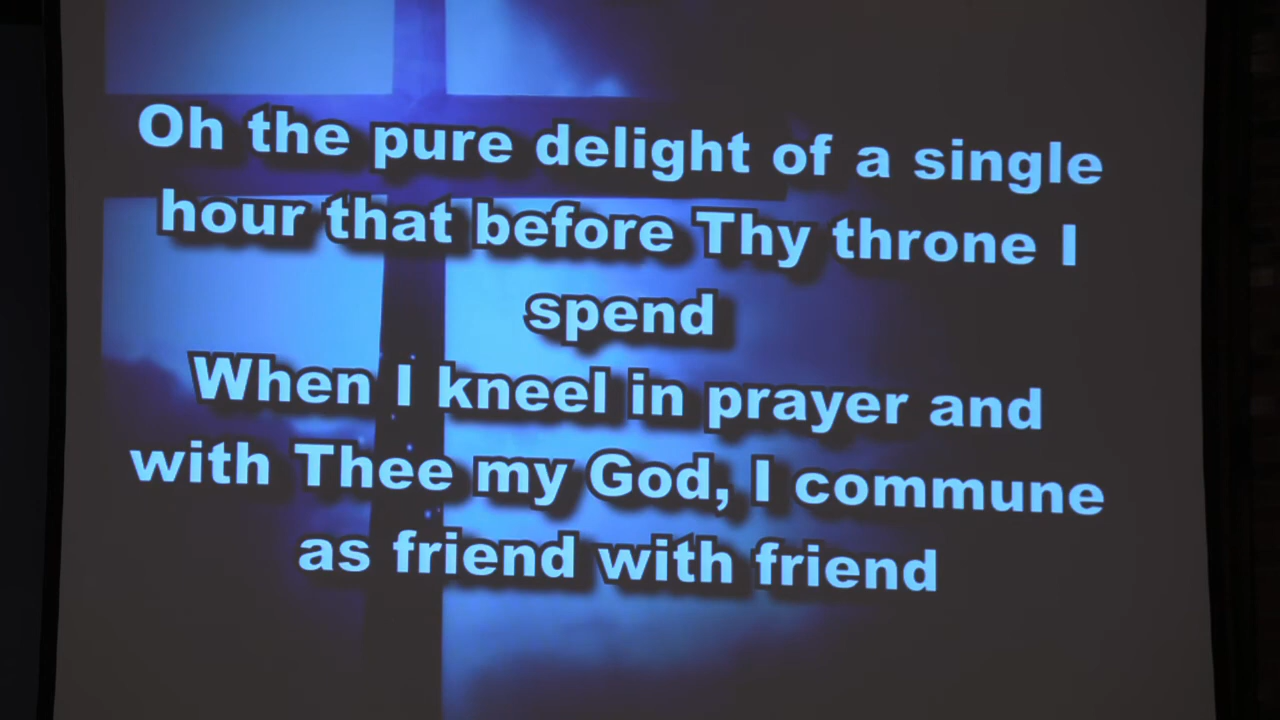 Oh the pure delight of a single
hour that before Thy throne I
spend
When I kneel in prayer and
with Thee my God, I commune
as friend with friend